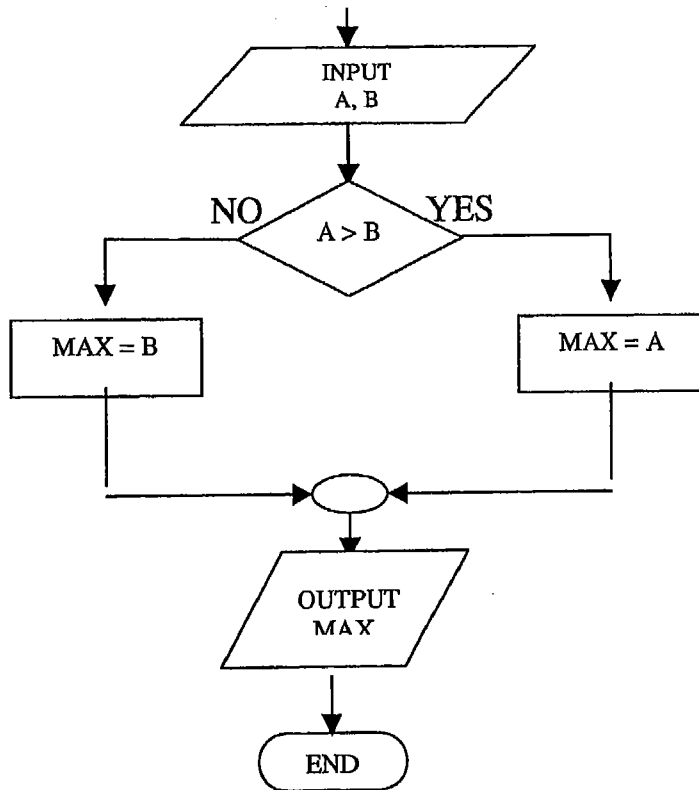 INPUT
A, B
NO
YES
A > B
MAX = B
MAX = A
OUTPUT
MAX
END